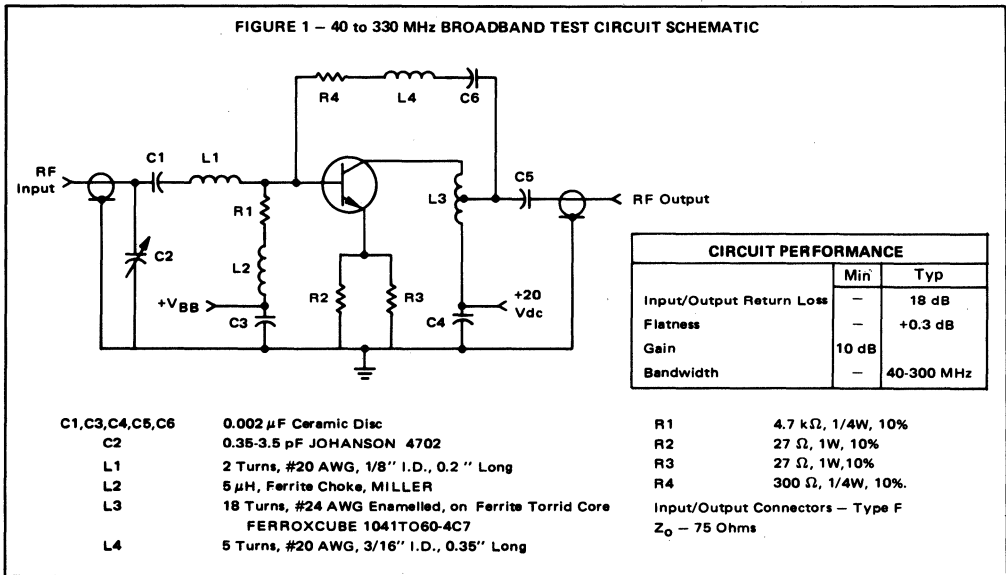 FIGURE 1 – 40 to 330 MHz BROADBAND TEST CIRCUIT SCHEMATIC
R4
L4
C6
C1
L1
RF
Input
C5
L3
RF Output
R1
C2
L2
+VBB
R2
R3
+20
Vdc
C3
C4
CIRCUIT PERFORMANCE
Min Typ
Input/Output Return Loss – 18 dB
Flatness – +0.3 dB
Gain 10 dB
Bandwidth – 40-300 MHz
C1,C3,C4,C5,C6 0.002 μF Ceramic Disc
C2 0.35-3.5 pF JOHANSON 4702
L1 2 Turns, #20 AWG, 1/8'' I.D., 0.2 '' Long
L2 5 μH, Ferrite Choke, MILLER
L3 18 Turns, #24 AWG Enamelled, on Ferrite Torrid Core
FERROXCUBE 1041TO60-4C7
L4 5 Turns, #20 AWG, 3/16'' I.D., 0.35'' Long
R1 4.7 kΩ, 1/4W, 10%
R2 27 Ω, 1W, 10%
R3 27 Ω, 1W,10%
R4 300 Ω, 1/4W, 10%.
Input/Output Connectors – Type F
Zo – 75 Ohms